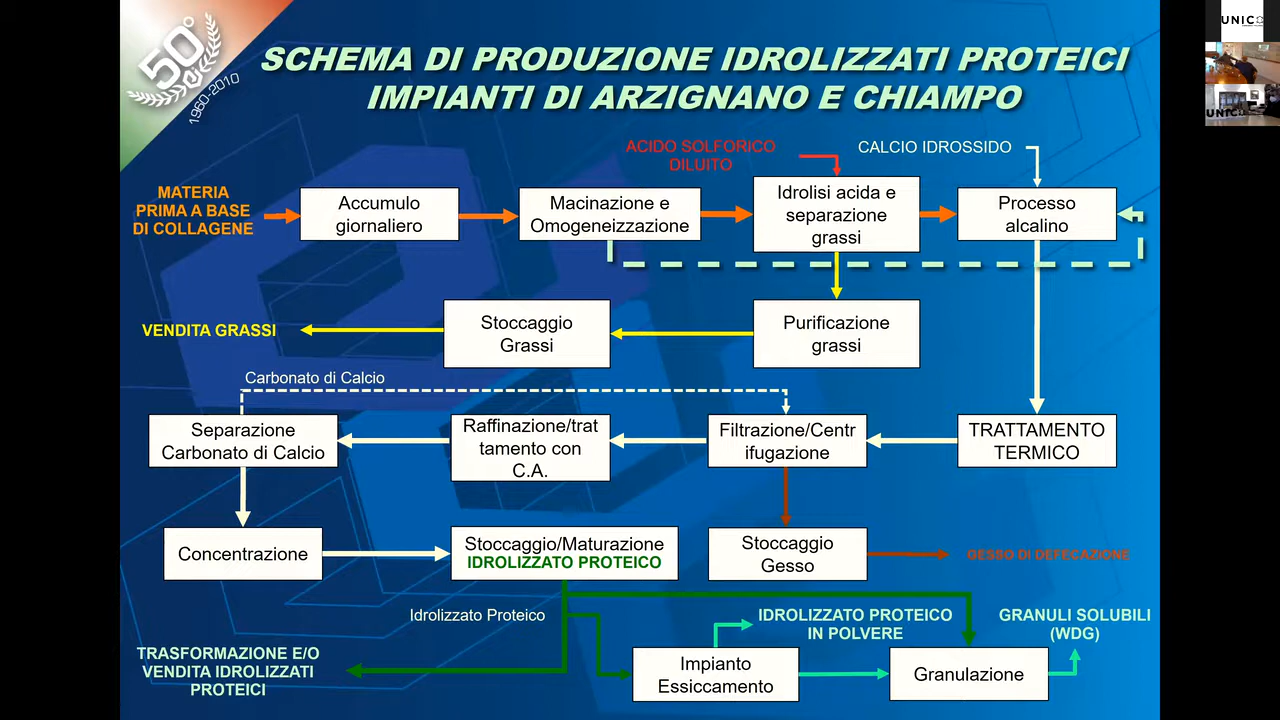 50°
1960-2010
UNICO
UNIC
SCHEMA DI PRODUZIONE IDROLIZZATI PROTEICI
IMPIANTI DI ARZIGNANO E CHIAMPO
ACIDO SOLFORICO
DILUITO
CALCIO IDROSSIDO
MATERIA
PRIMA A BASE
DI COLLAGENE
Accumulo
giornaliero
Macinazione e
Omogeneizzazione
Idrolisi acida e
separazione
grassi
Processo
alcalino
VENDITA GRASSI
Stoccaggio
Grassi
Purificazione
grassi
Carbonato di Calcio
Separazione
Carbonato di Calcio
Raffinazione/trat
tamento con
C.A.
Filtrazione/Centr
ifugazione
TRATTAMENTO
TERMICO
Concentrazione
Stoccaggio/Maturazione
IDROLIZZATO PROTEICO
Stoccaggio
Gesso
GESSO DI DEFECAZIONE
Idrolizzato Proteico
IDROLIZZATO PROTEICO
IN POLVERE
GRANULI SOLUBILI
(WDG)
TRASFORMAZIONE E/O
VENDITA IDROLIZZATI
PROTEICI
Impianto
Essiccamento
Granulazione